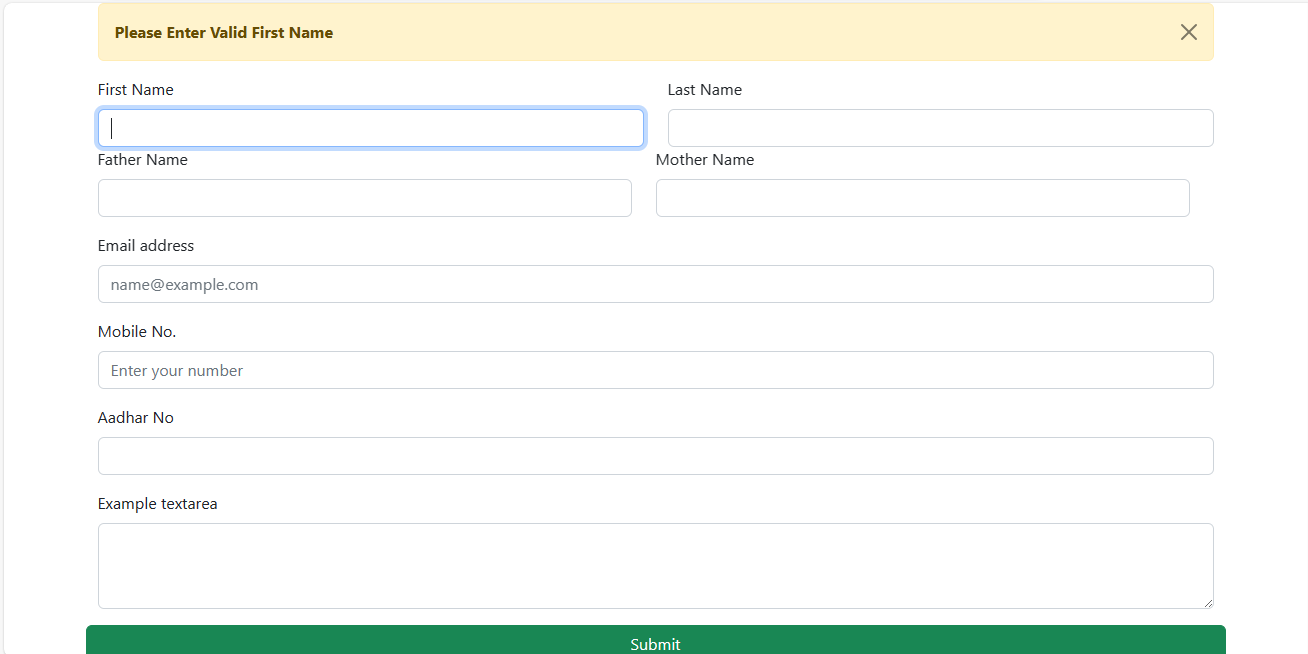 Please Enter Valid First Name
First Name
Last Name
Father Name
Mother Name
Email address
name@example.com
Mobile No.
Enter your number
Aadhar No
Example textarea
Submit